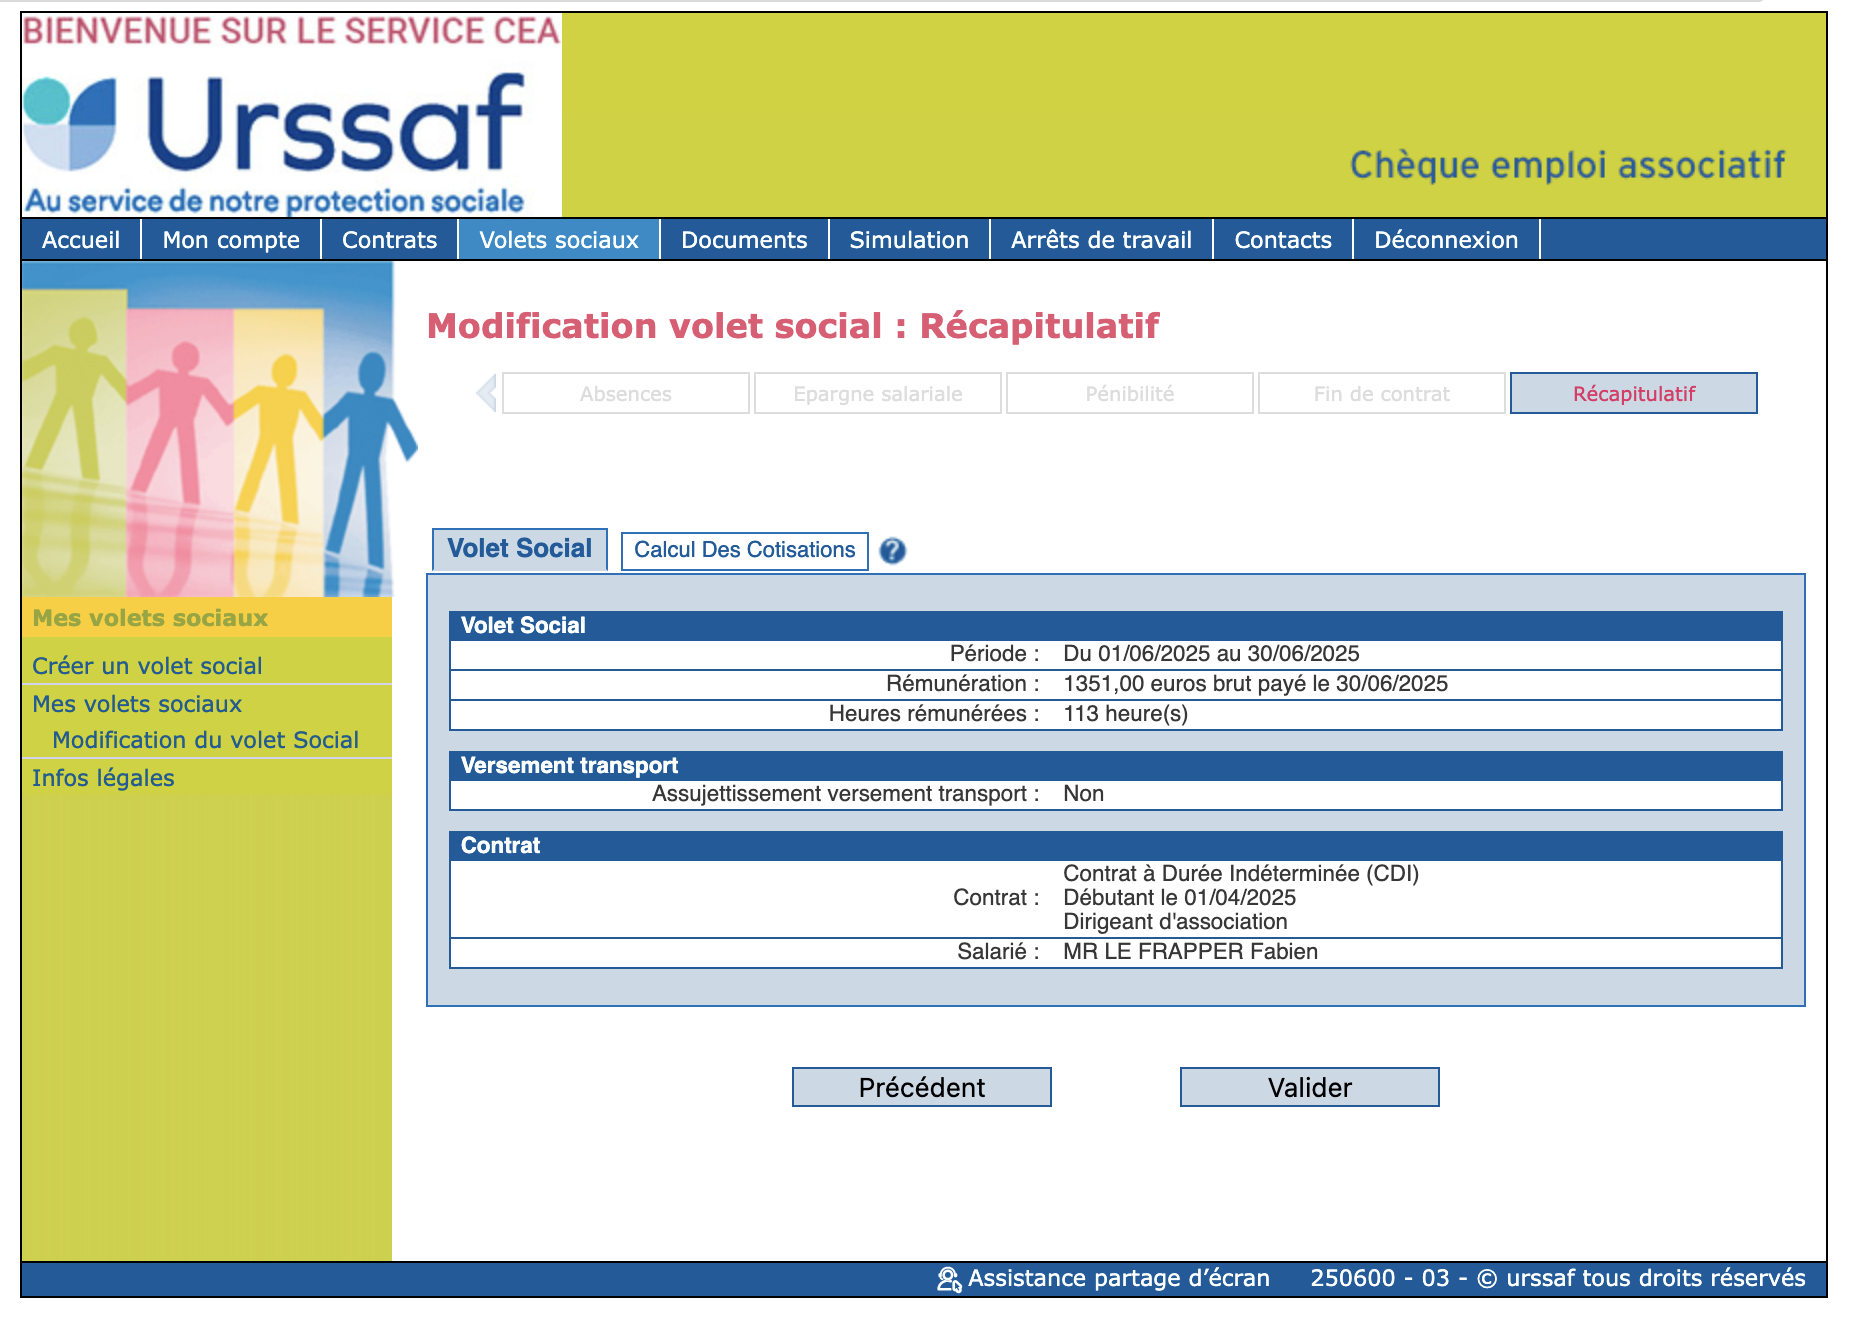 BIENVENUE SUR LE SERVICE CEA
Urssaf
Au service de notre protection sociale
Chèque emploi associatif
Accueil Mon compte Contrats Volets sociaux Documents Simulation Arrêts de travail Contacts Déconnexion
Modification volet social : Récapitulatif
Absences Epargne salariale Pénibilité Fin de contrat Récapitulatif
Volet Social Calcul Des Cotisations ?
Mes volets sociaux
Créer un volet social
Mes volets sociaux
Modification du volet Social
Infos légales
Volet Social
Période : Du 01/06/2025 au 30/06/2025
Rémunération : 1351,00 euros brut payé le 30/06/2025
Heures rémunérées : 113 heure(s)
Versement transport
Assujettissement versement transport : Non
Contrat
Contrat à Durée Indéterminée (CDI)
Contrat : Débutant le 01/04/2025
Dirigeant d'association
Salarié : MR LE FRAPPER Fabien
Précédent Valider
Assistance partage d’écran 250600 - 03 - © urssaf tous droits réservés